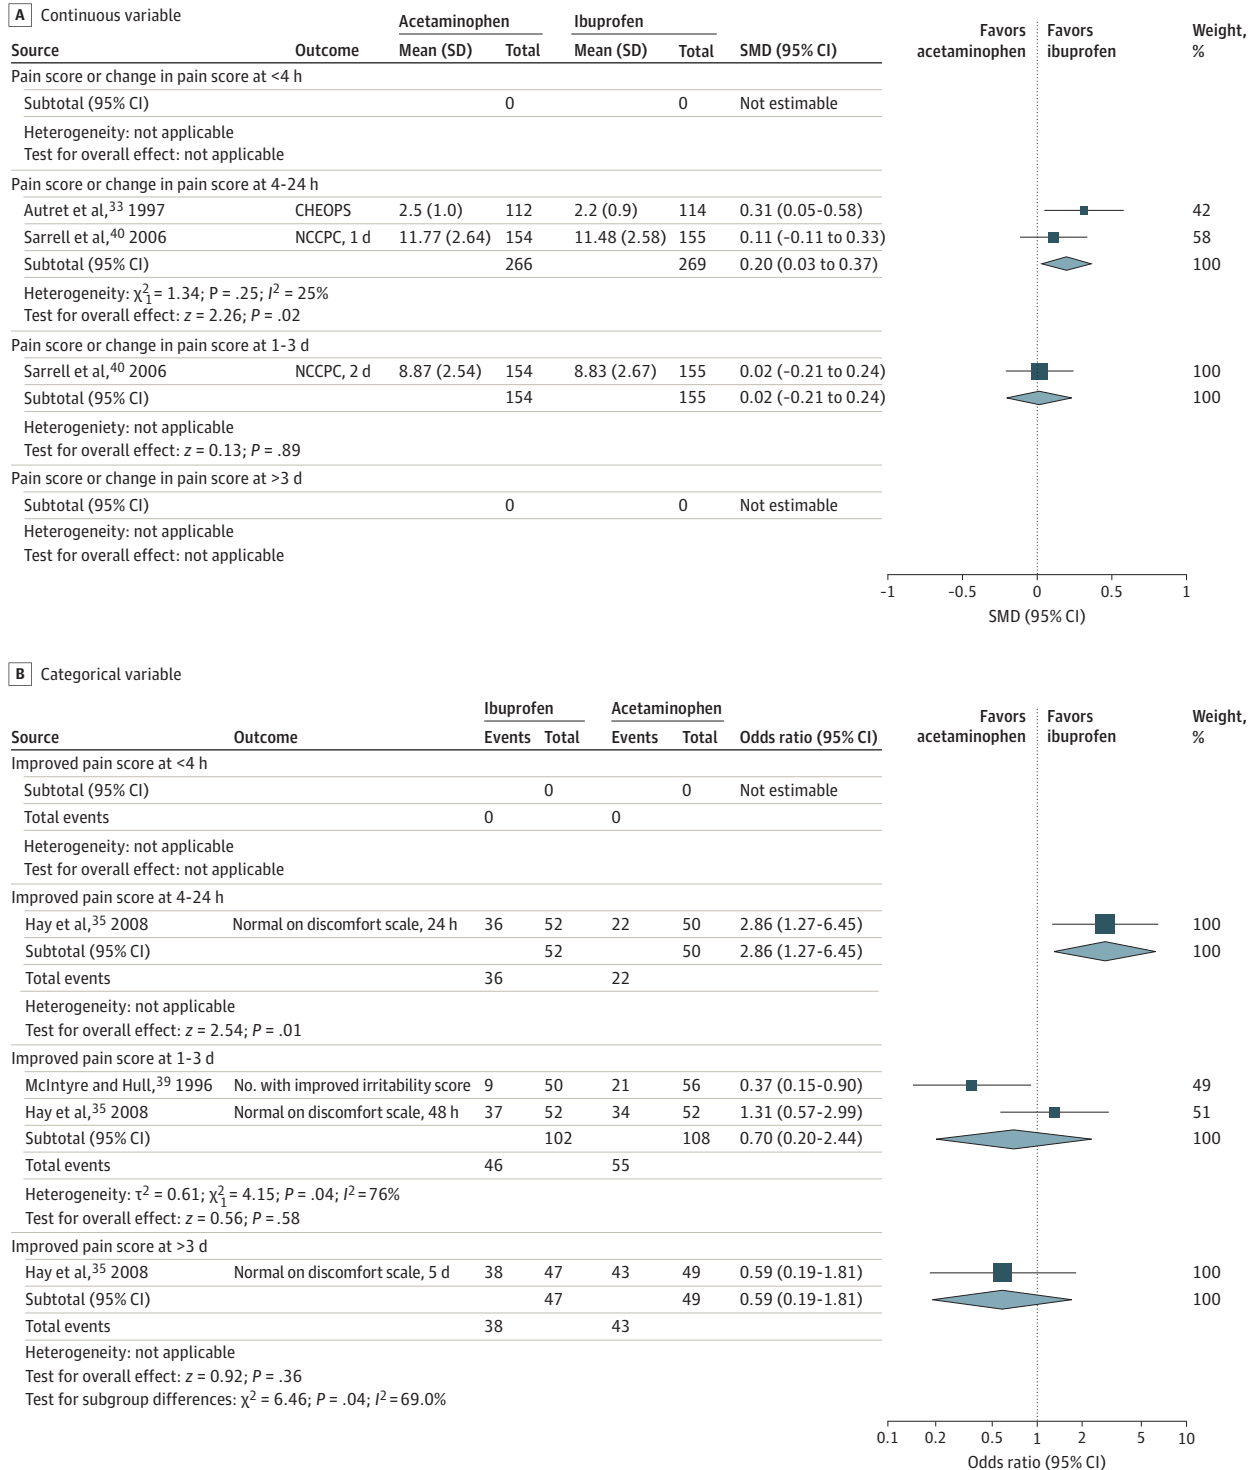 A Continuous variable
Acetaminophen Ibuprofen Favors Favors Weight,
Source Outcome Mean (SD) Total Mean (SD) Total SMD (95% CI) acetaminophen ibuprofen %
Pain score or change in pain score at <4 h
Subtotal (95% CI) 0 0 Not estimable
Heterogeneity: not applicable
Test for overall effect: not applicable
Pain score or change in pain score at 4-24 h
Autret et al,33 1997 CHEOPS 2.5 (1.0) 112 2.2 (0.9) 114 0.31 (0.05-0.58) 42
Sarrell et al,40 2006 NCCPC, 1 d 11.77 (2.64) 154 11.48 (2.58) 155 0.11 (-0.11 to 0.33) 58
Subtotal (95% CI) 266 269 0.20 (0.03 to 0.37) 100
Heterogeneity: χ²₁ = 1.34; P = .25; I² = 25%
Test for overall effect: z = 2.26; P = .02
Pain score or change in pain score at 1-3 d
Sarrell et al,40 2006 NCCPC, 2 d 8.87 (2.54) 154 8.83 (2.67) 155 0.02 (-0.21 to 0.24) 100
Subtotal (95% CI) 154 155 0.02 (-0.21 to 0.24) 100
Heterogeniety: not applicable
Test for overall effect: z = 0.13; P = .89
Pain score or change in pain score at >3 d
Subtotal (95% CI) 0 0 Not estimable
Heterogeneity: not applicable
Test for overall effect: not applicable
-1 -0.5 0 0.5 1
SMD (95% CI)
B Categorical variable
Ibuprofen Acetaminophen Favors Favors Weight,
Source Outcome Events Total Events Total Odds ratio (95% CI) acetaminophen ibuprofen %
Improved pain score at <4 h
Subtotal (95% CI) 0 0 Not estimable
Total events 0 0
Heterogeneity: not applicable
Test for overall effect: not applicable
Improved pain score at 4-24 h
Hay et al,35 2008 Normal on discomfort scale, 24 h 36 52 22 50 2.86 (1.27-6.45) 100
Subtotal (95% CI) 52 50 2.86 (1.27-6.45) 100
Total events 36 22
Heterogeneity: not applicable
Test for overall effect: z = 2.54; P = .01
Improved pain score at 1-3 d
McIntyre and Hull,39 1996 No. with improved irritability score 9 50 21 56 0.37 (0.15-0.90) 49
Hay et al,35 2008 Normal on discomfort scale, 48 h 37 52 34 52 1.31 (0.57-2.99) 51
Subtotal (95% CI) 102 108 0.70 (0.20-2.44) 100
Total events 46 55
Heterogeneity: τ² = 0.61; χ²₁ = 4.15; P = .04; I² = 76%
Test for overall effect: z = 0.56; P = .58
Improved pain score at >3 d
Hay et al,35 2008 Normal on discomfort scale, 5 d 38 47 43 49 0.59 (0.19-1.81) 100
Subtotal (95% CI) 47 49 0.59 (0.19-1.81) 100
Total events 38 43
Heterogeneity: not applicable
Test for overall effect: z = 0.92; P = .36
Test for subgroup differences: χ² = 6.46; P = .04; I² = 69.0%
0.1 0.2 0.5 1 2 5 10
Odds ratio (95% CI)